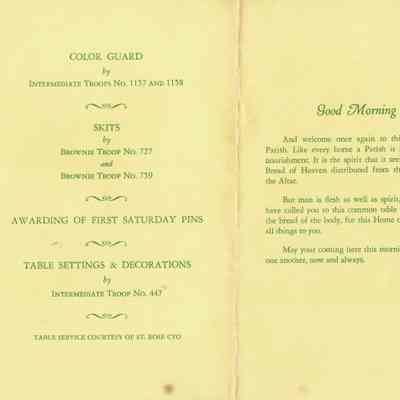 COLOR GUARD
by
INTERMEDIATE TROOPS NO. 1157 AND 1158
SKITS
by
BROWNIE TROOP NO. 727
and
BROWNIE TROOP NO. 759
AWARDING OF FIRST SATURDAY PINS
TABLE SETTINGS & DECORATIONS
by
INTERMEDIATE TROOP NO. 447
TABLE SERVICE COURTESY OF ST. ROSE CYO
Good Morning
And welcome once again to thi
Parish. Like every home a Parish is
nourishment. It is the spirit that it see
Bread of Heaven distributed from th
the Altar.
But man is flesh as well as spirit,
have called you to this common table
the bread of the body, for this Home o
all things to you.
May your coming here this morni
one another, now and always.